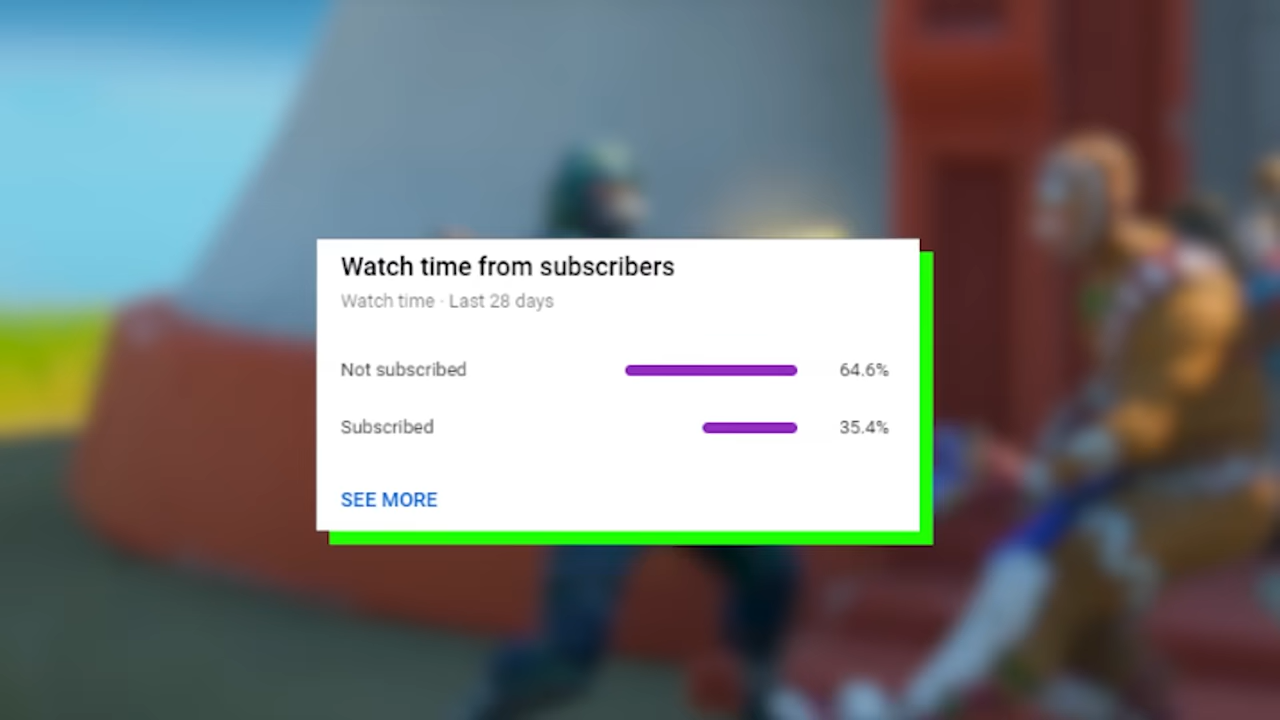 Watch time from subscribers
Watch time · Last 28 days
Not subscribed 64.6%
Subscribed 35.4%
SEE MORE